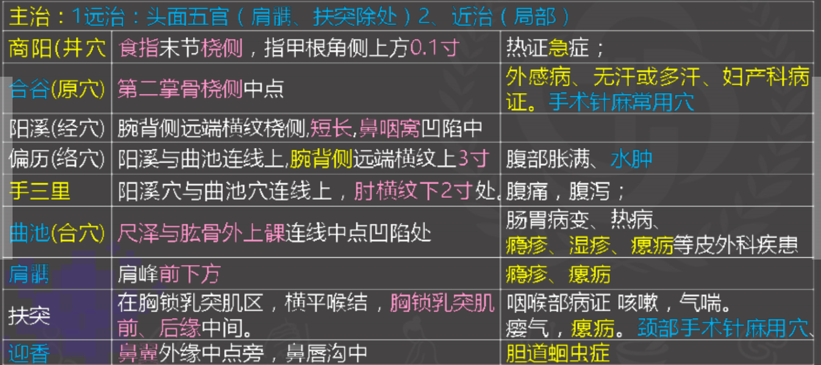 主治：1远治：头面五官（肩髃、扶突除处）2、近治（局部）
商阳(井穴 食指末节桡侧，指甲根角侧上方0.1寸 热证急症；
合谷(原穴) 第二掌骨桡侧中点 外感病、无汗或多汗、妇产科病
证。手术针麻常用穴
阳溪(经穴) 腕背侧远端横纹桡侧,短长,鼻咽窝凹陷中
偏历(络穴) 阳溪与曲池连线上,腕背侧远端横纹上3寸 腹部胀满、水肿
手三里 阳溪穴与曲池穴连线上，肘横纹下2寸处。 腹痛，腹泻；
曲池(合穴) 尺泽与肱骨外上髁连线中点凹陷处 肠胃病变、热病、
瘾疹、湿疹、瘰疬等皮外科疾患
肩髃 肩峰前下方 瘾疹、瘰疬
扶突 在胸锁乳突肌区，横平喉结，胸锁乳突肌
前、后缘中间。 咽喉部病证 咳嗽，气喘。
瘿气，瘰疬。颈部手术针麻用穴、
迎香 鼻翼外缘中点旁，鼻唇沟中 胆道蛔虫症